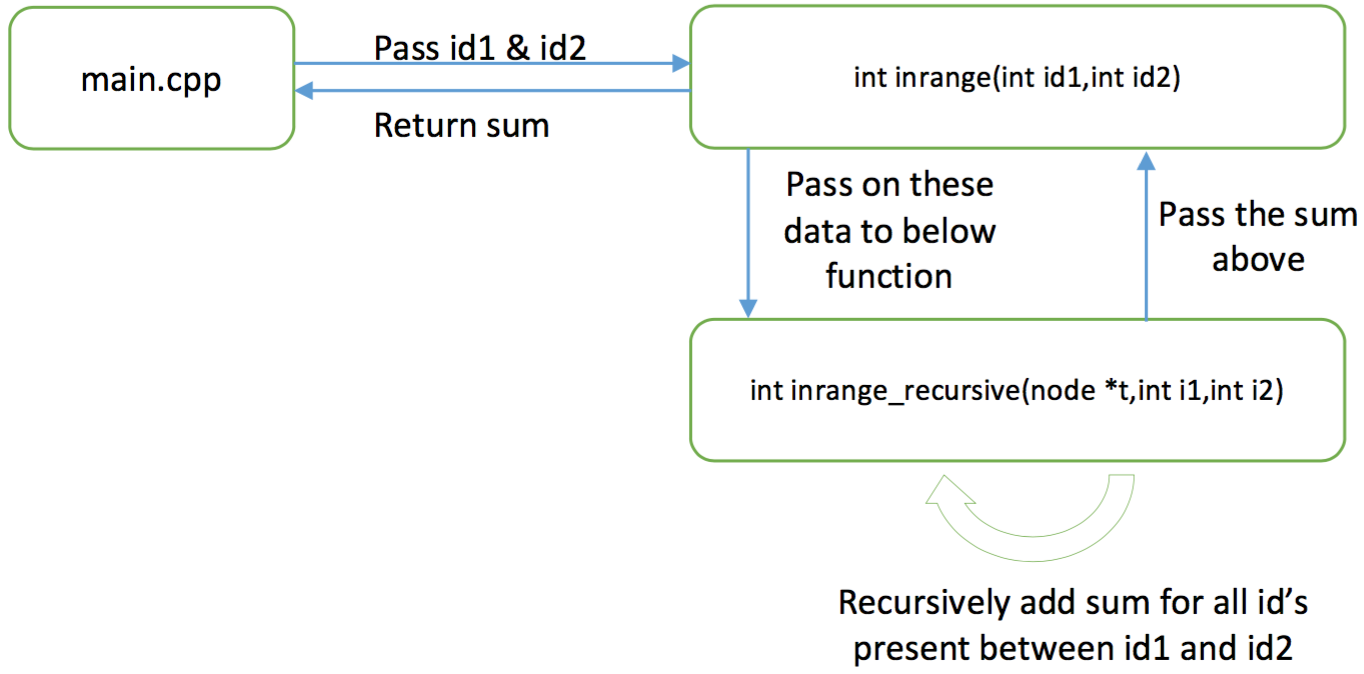 main.cpp
Pass id1 & id2
Return sum
int inrange(int id1,int id2)
Pass on these
data to below
function
Pass the sum
above
int inrange_recursive(node *t,int i1,int i2)
Recursively add sum for all id’s
present between id1 and id2